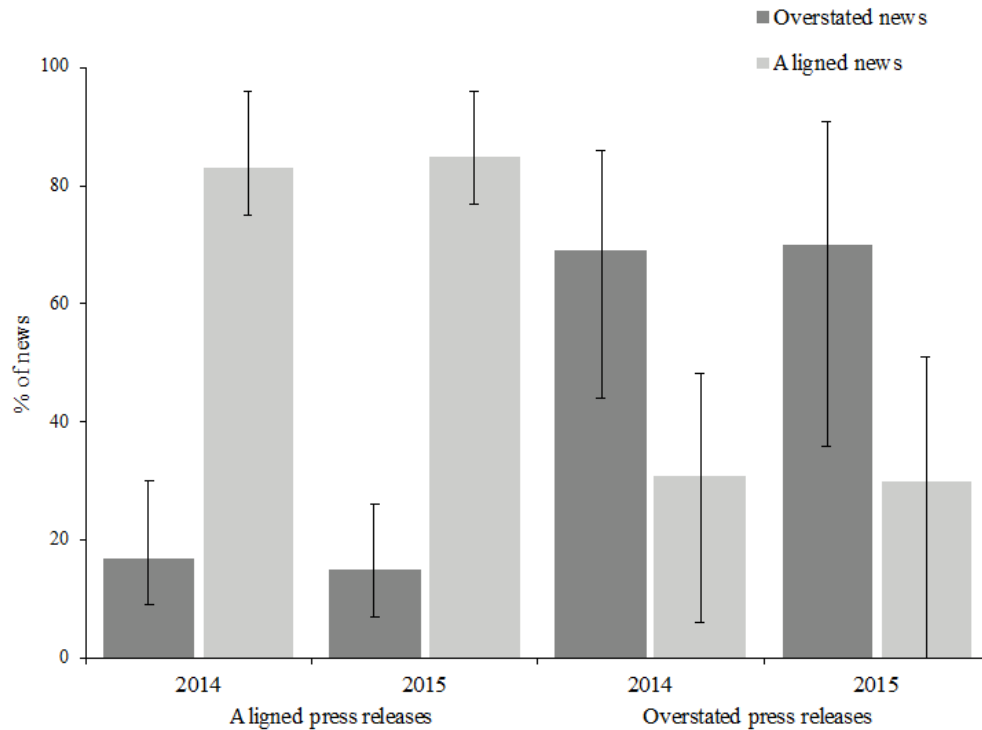 Overstated news
Aligned news
100
80
60
40
20
0
% of news
2014 2015 2014 2015
Aligned press releases Overstated press releases